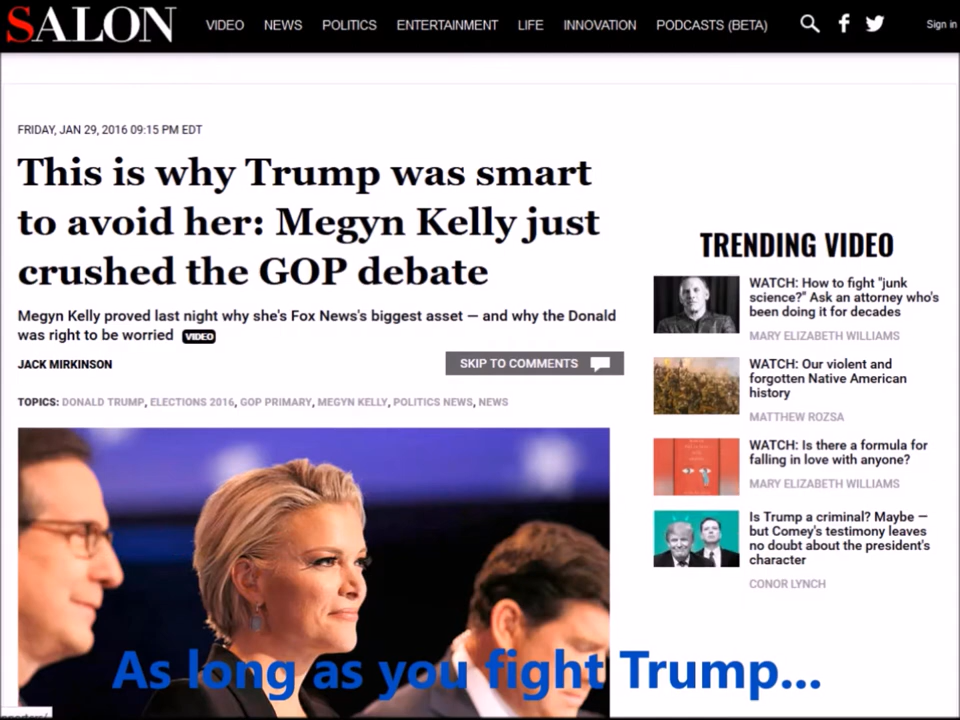 SALON VIDEO NEWS POLITICS ENTERTAINMENT LIFE INNOVATION PODCASTS (BETA) Sign in
FRIDAY, JAN 29, 2016 09:15 PM EDT
This is why Trump was smart
to avoid her: Megyn Kelly just
crushed the GOP debate
Megyn Kelly proved last night why she's Fox News's biggest asset — and why the Donald
was right to be worried VIDEO
JACK MIRKINSON
SKIP TO COMMENTS
TOPICS: DONALD TRUMP, ELECTIONS 2016, GOP PRIMARY, MEGYN KELLY, POLITICS NEWS, NEWS
TRENDING VIDEO
WATCH: How to fight "junk
science?" Ask an attorney who's
been doing it for decades
MARY ELIZABETH WILLIAMS
WATCH: Our violent and
forgotten Native American
history
MATTHEW ROZSA
WATCH: Is there a formula for
falling in love with anyone?
MARY ELIZABETH WILLIAMS
Is Trump a criminal? Maybe —
but Comey's testimony leaves
no doubt about the president's
character
CONOR LYNCH
As long as you fight Trump...